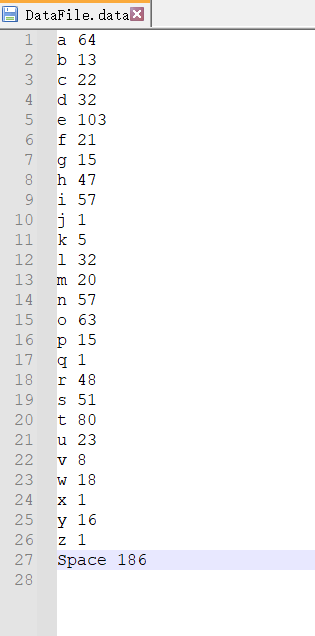 DataFile.data
1 a 64
2 b 13
3 c 22
4 d 32
5 e 103
6 f 21
7 g 15
8 h 47
9 i 57
10 j 1
11 k 5
12 l 32
13 m 20
14 n 57
15 o 63
16 p 15
17 q 1
18 r 48
19 s 51
20 t 80
21 u 23
22 v 8
23 w 18
24 x 1
25 y 16
26 z 1
27 Space 186
28